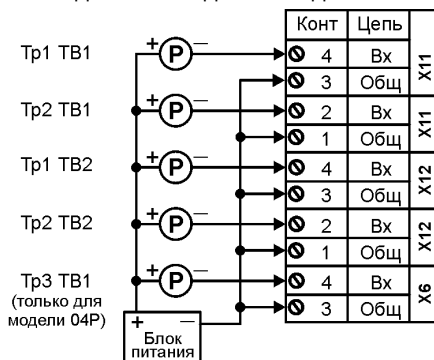 Конт Цепь
Тр1 ТВ1 + P – 4 Вх X11
3 Общ
Тр2 ТВ1 + P – 2 Вх X11
1 Общ
Тр1 ТВ2 + P – 4 Вх X12
3 Общ
Тр2 ТВ2 + P – 2 Вх X12
1 Общ
Тр3 ТВ1 + P – 4 Вх X6
(только для 3 Общ
модели 04Р)
+ –
Блок
питания